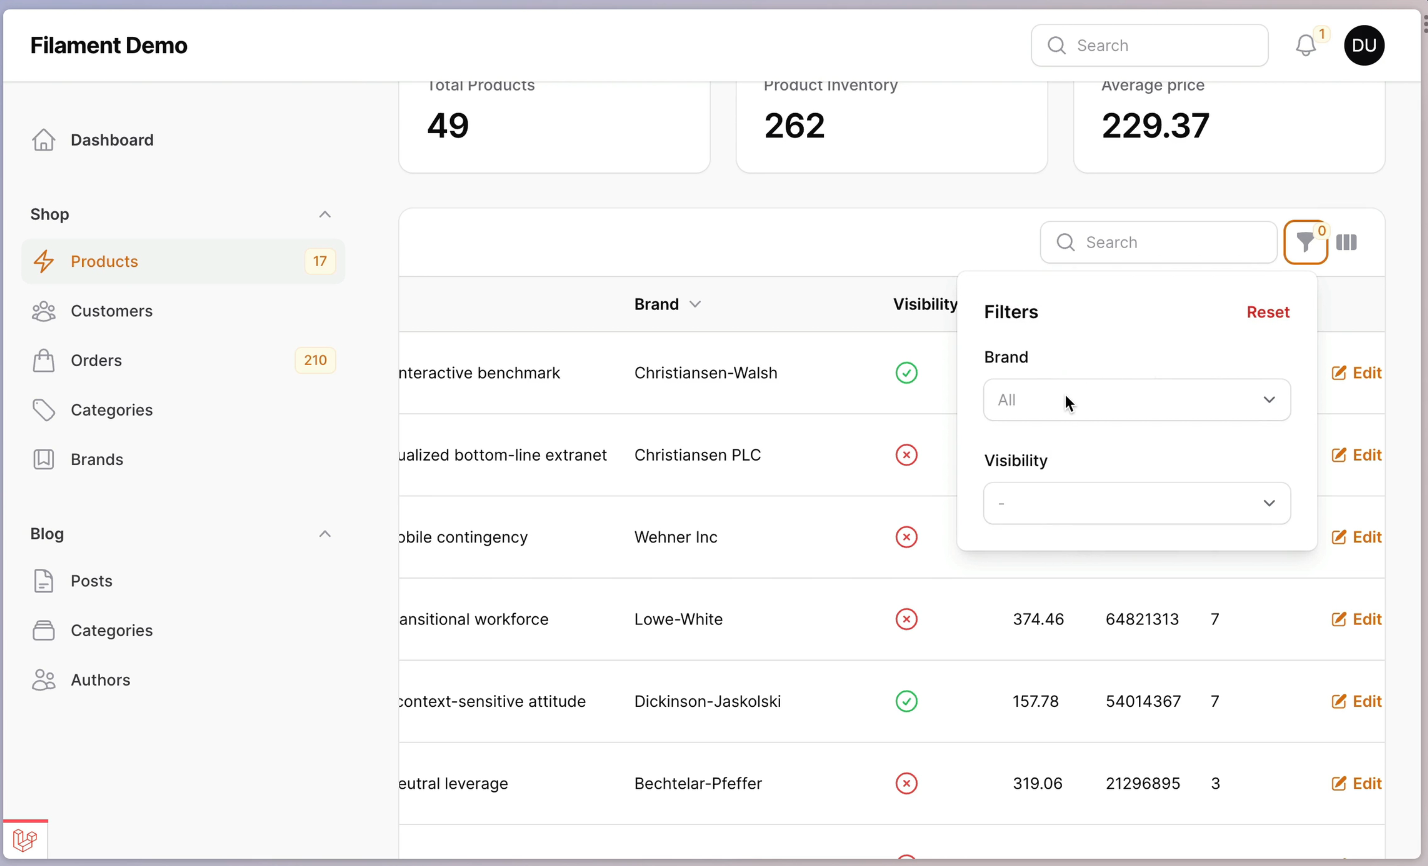 Filament Demo
Search
1
DU
Dashboard
Shop
Products
17
Customers
Orders
210
Categories
Brands
Blog
Posts
Categories
Authors
Total Products
49
Product Inventory
262
Average price
229.37
Search
0
Brand
Visibility
Filters
Reset
Brand
All
Visibility
-
nteractive benchmark Christiansen-Walsh Edit
ualized bottom-line extranet Christiansen PLC Edit
obile contingency Wehner Inc Edit
ansitional workforce Lowe-White 374.46 64821313 7 Edit
context-sensitive attitude Dickinson-Jaskolski 157.78 54014367 7 Edit
eutral leverage Bechtelar-Pfeffer 319.06 21296895 3 Edit